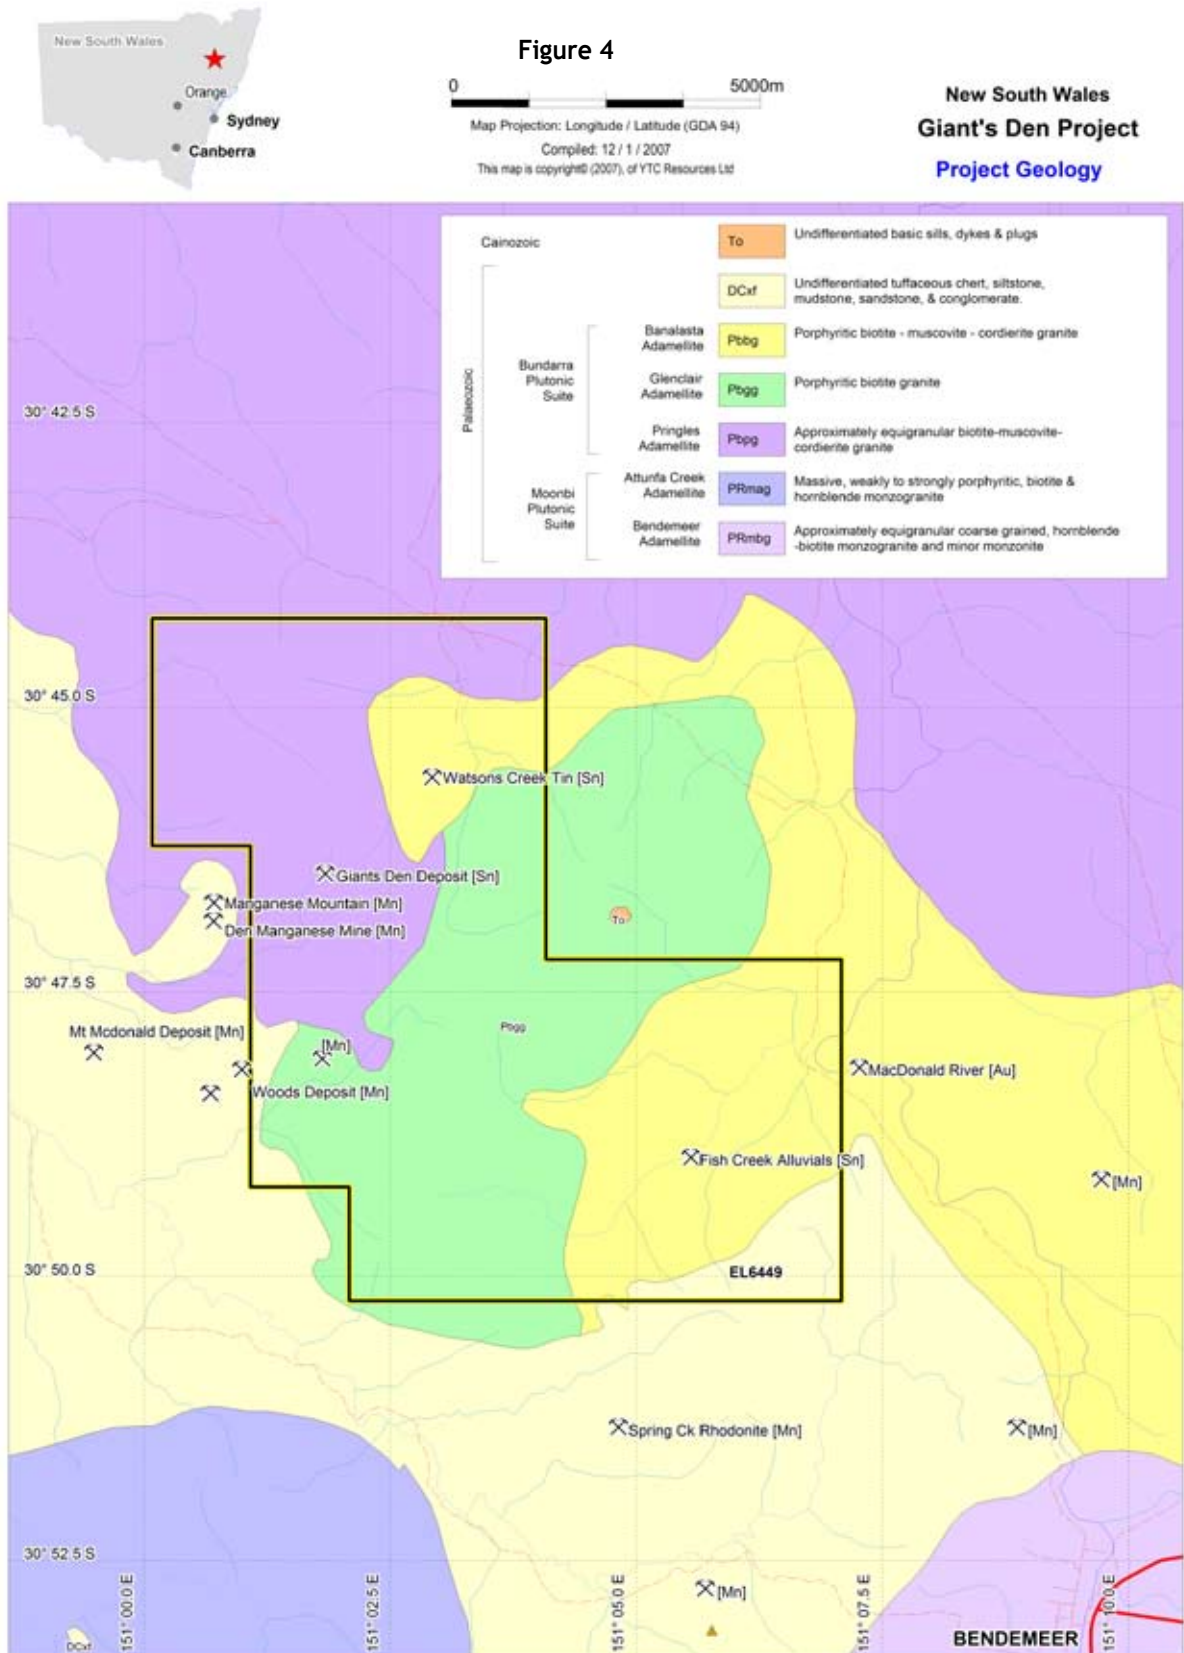 New South Wales
Orange
Sydney
Canberra
Figure 4
0 5000m
Map Projection: Longitude / Latitude (GDA 94)
Compiled: 12 / 1 / 2007
This map is copyright© (2007), of YTC Resources Ltd
New South Wales
Giant's Den Project
Project Geology
Cainozoic
To
Undifferentiated basic sills, dykes & plugs
Palaeozoic
DCxf
Undifferentiated tuffaceous chert, siltstone,
mudstone, sandstone, & conglomerate.
Bundarra
Plutonic
Suite
Banalasta
Adamellite
Pbbg
Porphyritic biotite - muscovite - cordierite granite
Glenclair
Adamellite
Pbgg
Porphyritic biotite granite
Pringles
Adamellite
Pbpg
Approximately equigranular biotite-muscovite-
cordierite granite
Moonbi
Plutonic
Suite
Attunfa Creek
Adamellite
PRmag
Massive, weakly to strongly porphyritic, biotite &
hornblende monzogranite
Bendemeer
Adamellite
PRmbg
Approximately equigranular coarse grained, hornblende
-biotite monzogranite and minor monzonite
30° 42.5 S
30° 45.0 S
Watsons Creek Tin [Sn]
Giants Den Deposit [Sn]
Manganese Mountain [Mn]
To
Den Manganese Mine [Mn]
30° 47.5 S
Pbgg
Mt Mcdonald Deposit [Mn]
[Mn]
MacDonald River [Au]
Woods Deposit [Mn]
Fish Creek Alluvials [Sn]
[Mn]
30° 50.0 S
EL6449
Spring Ck Rhodonite [Mn]
[Mn]
30° 52.5 S
[Mn]
DCxf
151° 00.0 E
151° 02.5 E
151° 05.0 E
151° 07.5 E
151° 10.0 E
BENDEMEER